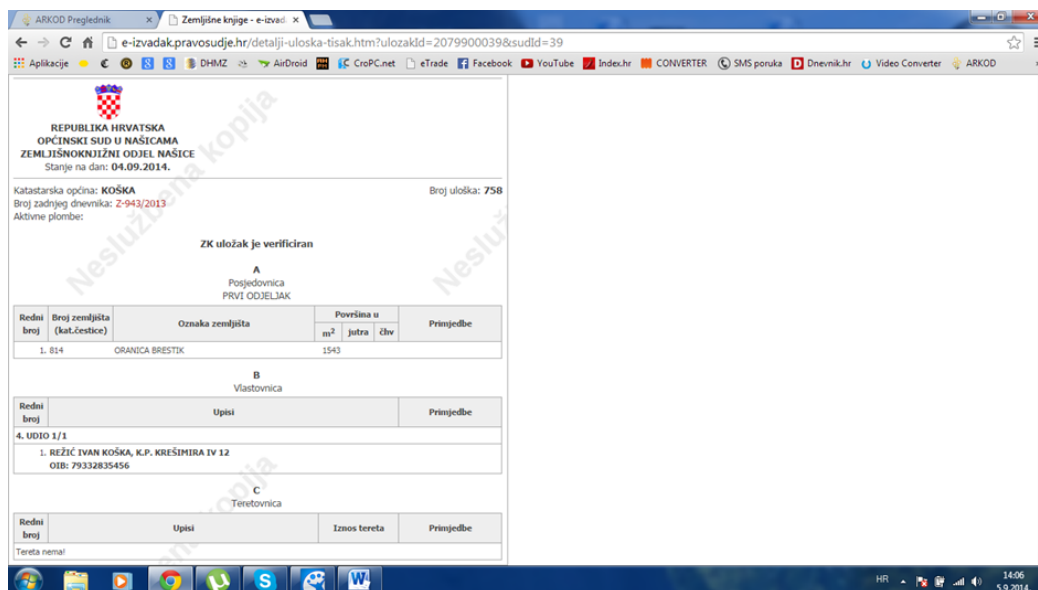 ARKOD Preglednik
Zemljišne knjige - e-izvad
e-izvadak.pravosudje.hr/detalji-uloska-tisak.htm?ulozakId=2079900039&sudId=39
Aplikacije DHMZ AirDroid CroPC.net eTrade Facebook YouTube Index.hr CONVERTER SMS poruka Dnevnik.hr Video Converter ARKOD
REPUBLIKA HRVATSKA
OPĆINSKI SUD U NAŠICAMA
ZEMLJIŠNOKNJIŽNI ODJEL NAŠICE
Stanje na dan: 04.09.2014.
Katastarska općina: KOŠKA Broj uloška: 758
Broj zadnjeg dnevnika: Z-943/2013
Aktivne plombe:
ZK uložak je verificiran
A
Posjedovnica
PRVI ODJELJAK
Redni broj Broj zemljišta (kat.čestice) Oznaka zemljišta Površina u Primjedbe
m² jutra čhv
1. 814 ORANICA BRESTIK 1543
B
Vlastovnica
Redni broj Upisi Primjedbe
4. UDIO 1/1
1. REŽIĆ IVAN KOŠKA, K.P. KREŠIMIRA IV 12
OIB: 79332835456
C
Teretovnica
Redni broj Upisi Iznos tereta Primjedbe
Tereta nema!
Neslužbena kopija
HR 14:06
5.9.2014